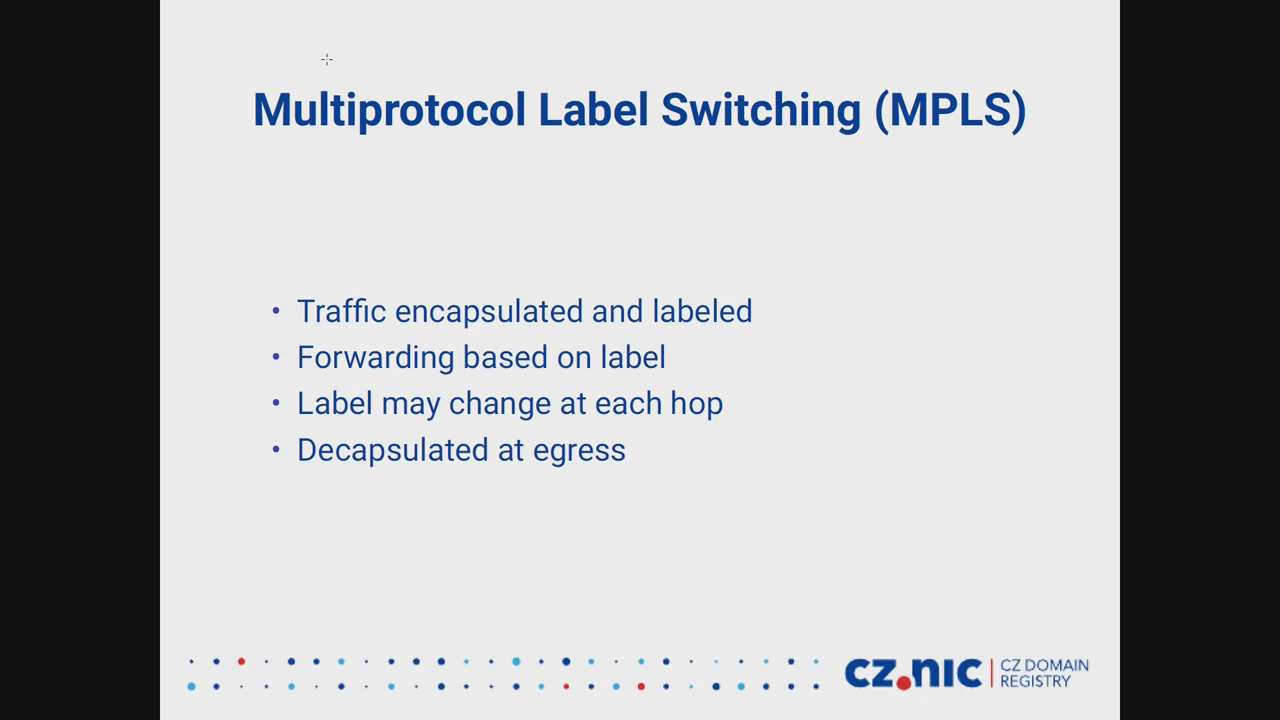 Multiprotocol Label Switching (MPLS)
• Traffic encapsulated and labeled
• Forwarding based on label
• Label may change at each hop
• Decapsulated at egress
CZ.NIC | CZ DOMAIN
REGISTRY